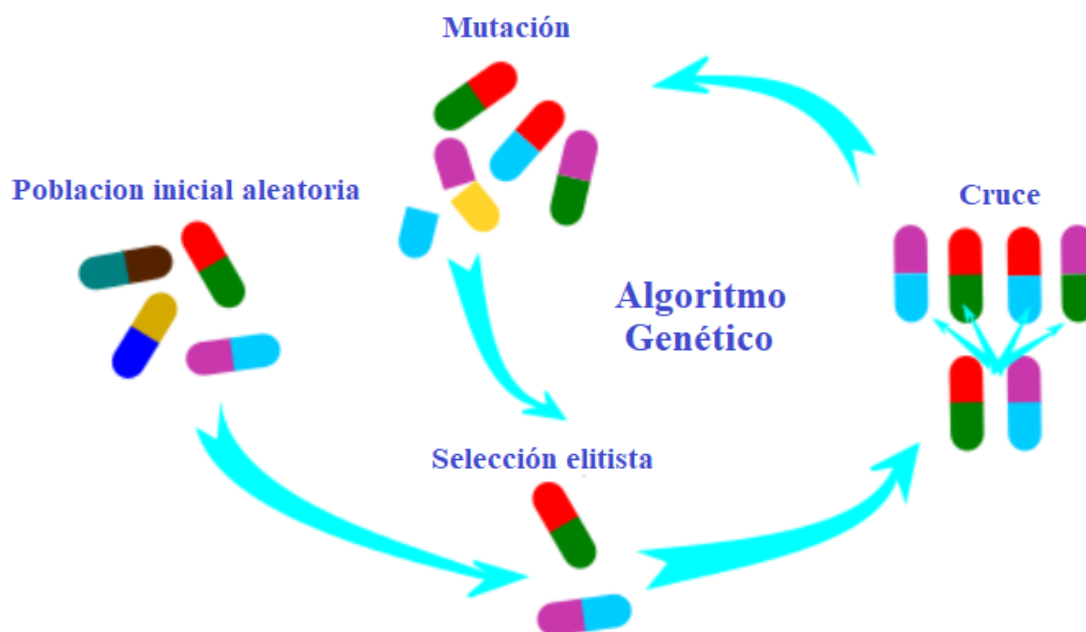 Mutación
Poblacion inicial aleatoria
Cruce
Algoritmo
Genético
Selección elitista